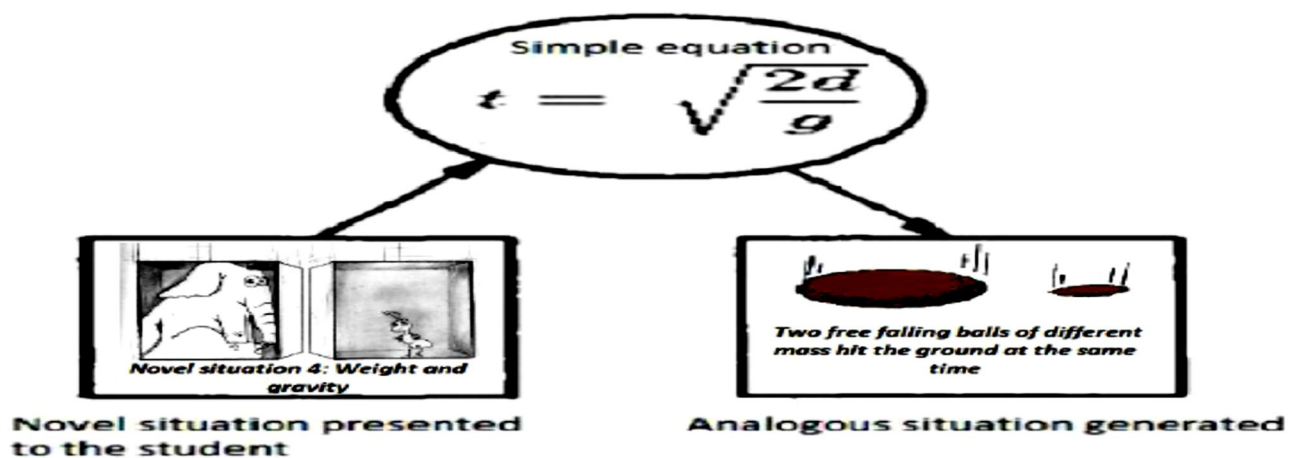 Simple equation
t = √(2d/g)
Novel situation 4: Weight and
gravity
Two free falling balls of different
mass hit the ground at the same
time
Novel situation presented
to the student
Analogous situation generated